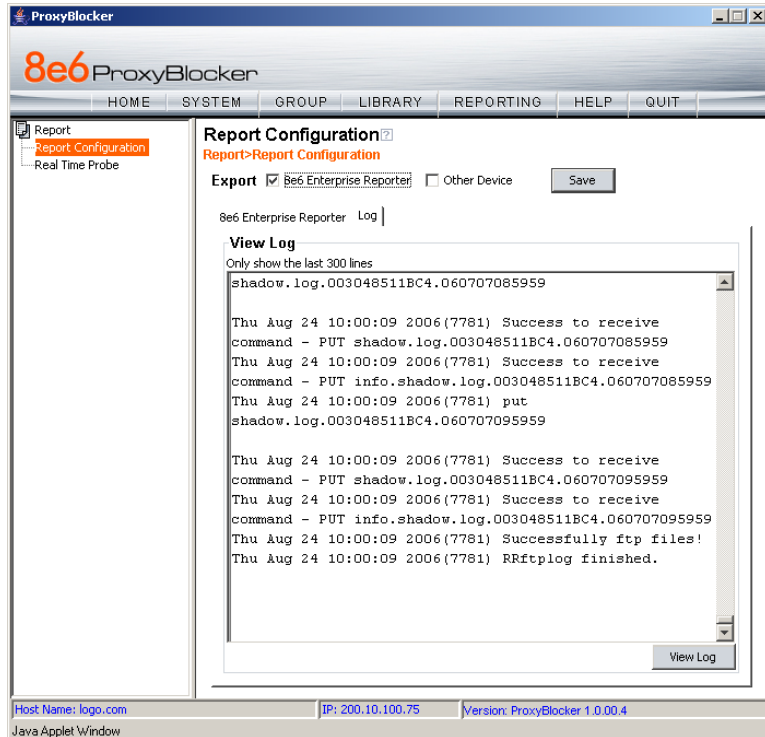 ProxyBlocker
8e6 ProxyBlocker
HOME SYSTEM GROUP LIBRARY REPORTING HELP QUIT
Report
Report Configuration
Real Time Probe
Report Configuration
Report>Report Configuration
Export 8e6 Enterprise Reporter Other Device Save
8e6 Enterprise Reporter Log
View Log
Only show the last 300 lines
shadow.log.003048511BC4.060707085959
Thu Aug 24 10:00:09 2006(7781) Success to receive
command - PUT shadow.log.003048511BC4.060707085959
Thu Aug 24 10:00:09 2006(7781) Success to receive
command - PUT info.shadow.log.003048511BC4.060707085959
Thu Aug 24 10:00:09 2006(7781) put
shadow.log.003048511BC4.060707095959
Thu Aug 24 10:00:09 2006(7781) Success to receive
command - PUT shadow.log.003048511BC4.060707095959
Thu Aug 24 10:00:09 2006(7781) Success to receive
command - PUT info.shadow.log.003048511BC4.060707095959
Thu Aug 24 10:00:09 2006(7781) Successfully ftp files!
Thu Aug 24 10:00:09 2006(7781) RRftplog finished.
View Log
Host Name: logo.com IP: 200.10.100.75 Version: ProxyBlocker 1.0.00.4
Java Applet Window